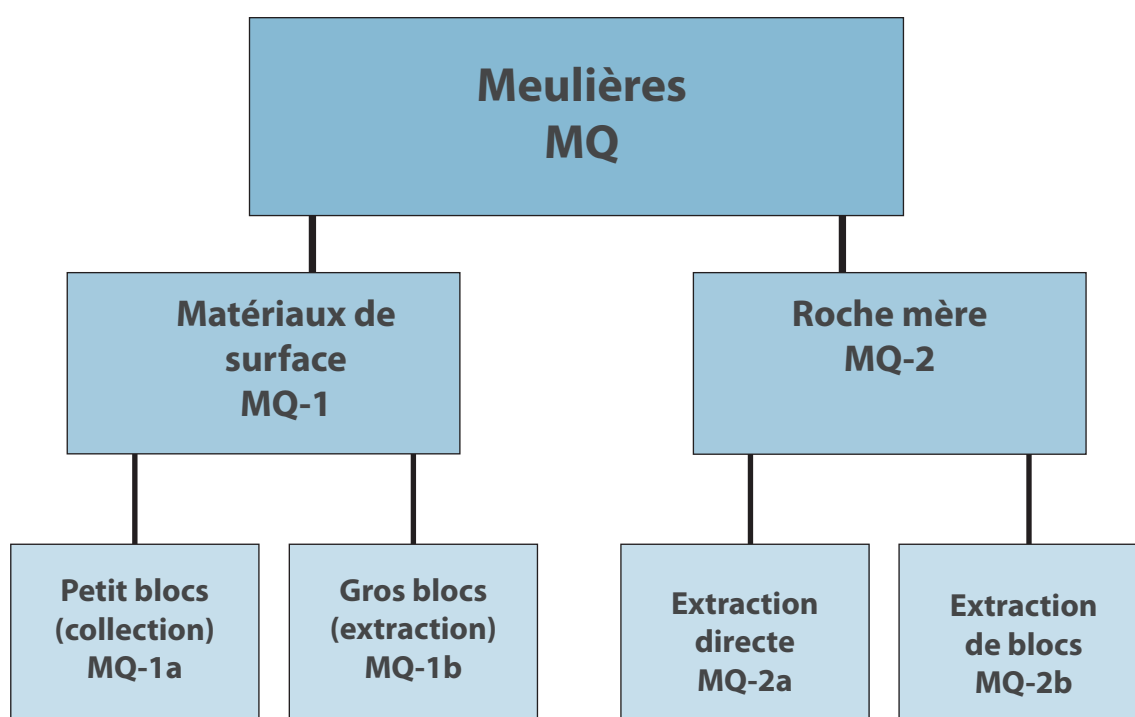 Meulières
MQ
Matériaux de
surface
MQ-1
Roche mère
MQ-2
Petit blocs
(collection)
MQ-1a
Gros blocs
(extraction)
MQ-1b
Extraction
directe
MQ-2a
Extraction
de blocs
MQ-2b